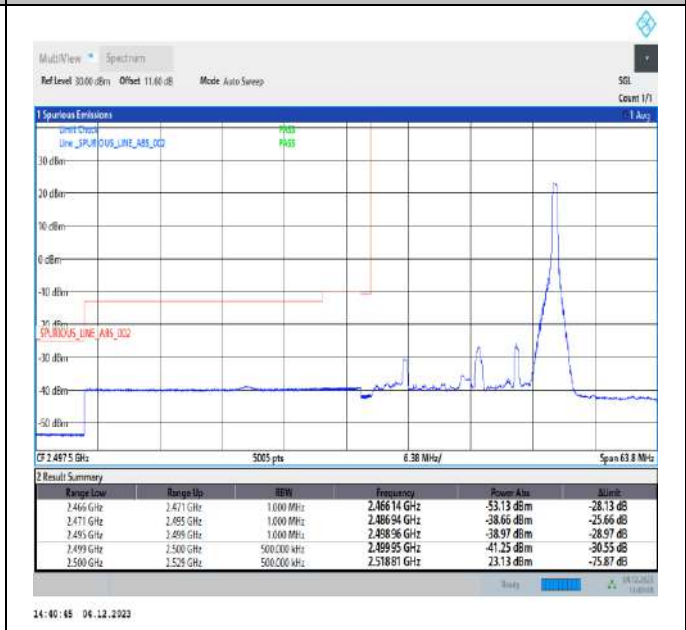 MultiView Spectrum
Ref Level 30.00 dBm Offset 11.60 dB Mode Auto Sweep SGL
Count 1/1
1 Spurious Emissions 1 Avg
Limit Check PASS
Line _SPURIOUS_LINE_ABS_002 PASS
30 dBm
20 dBm
10 dBm
0 dBm
-10 dBm
-20 dBm
_SPURIOUS_LINE_ABS_002
-30 dBm
-40 dBm
-50 dBm
CF 2.4975 GHz 5005 pts 6.38 MHz/ Span 63.8 MHz
2 Result Summary
Range Low Range Up RBW Frequency Power Abs ΔLimit
2.466 GHz 2.471 GHz 1.000 MHz 2.46614 GHz -53.13 dBm -28.13 dB
2.471 GHz 2.495 GHz 1.000 MHz 2.48694 GHz -38.66 dBm -25.66 dB
2.495 GHz 2.499 GHz 1.000 MHz 2.49896 GHz -38.97 dBm -28.97 dB
2.499 GHz 2.500 GHz 500.000 kHz 2.49995 GHz -41.25 dBm -30.55 dB
2.500 GHz 2.529 GHz 500.000 kHz 2.51881 GHz 23.13 dBm -75.87 dB
Ready 04.12.2023
14:40:45 04.12.2023